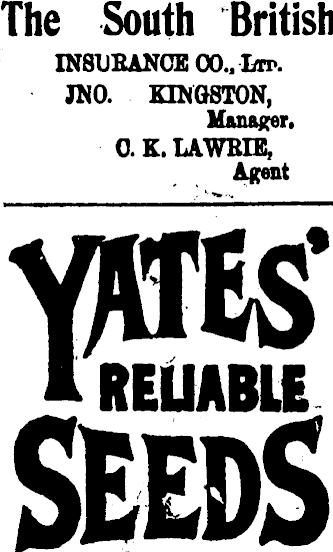 The South British
INSURANCE CO., LTD.
JNO. KINGSTON,
Manager.
C. K. LAWRIE,
Agent
YATES'
RELIABLE
SEEDS